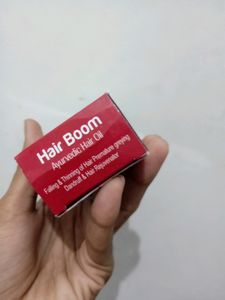 Hair Boom
Ayurvedic Hair Oil
Falling & Thinning of Hair Premature greying
Dandruff & Hair Rejuvenator